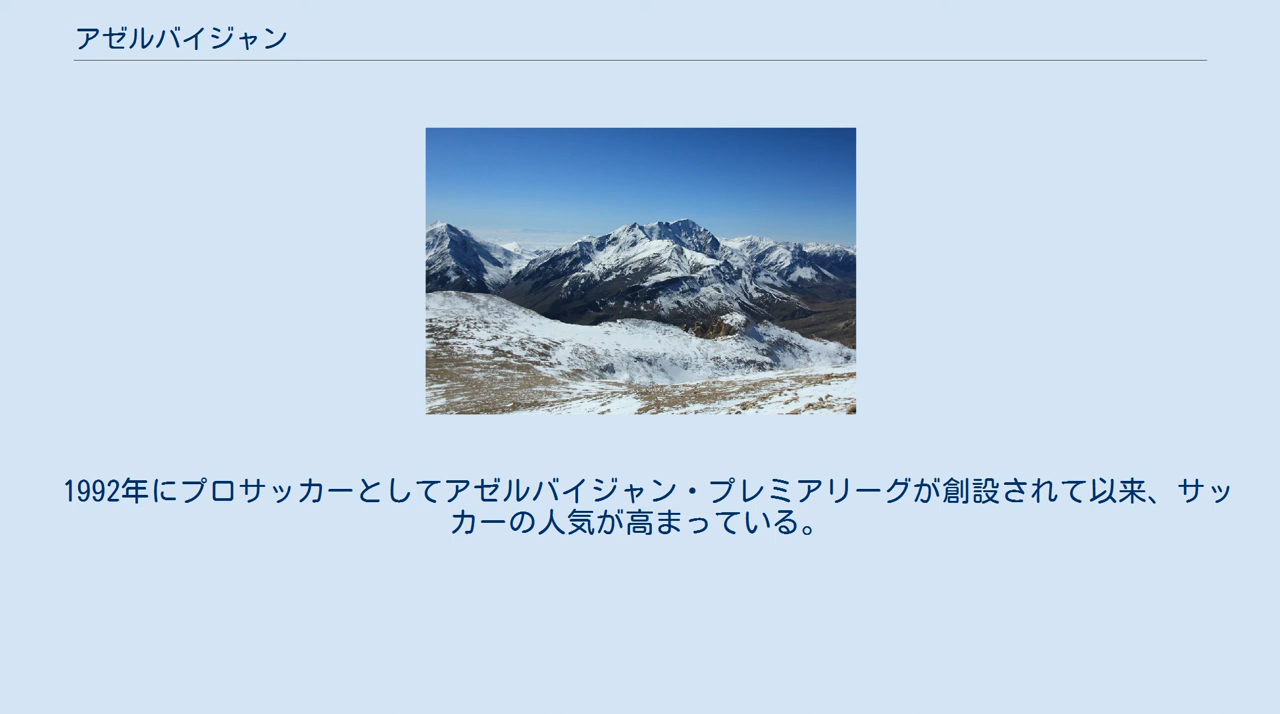 アゼルバイジャン
1992年にプロサッカーとしてアゼルバイジャン・プレミアリーグが創設されて以来、サッ
カーの人気が高まっている。